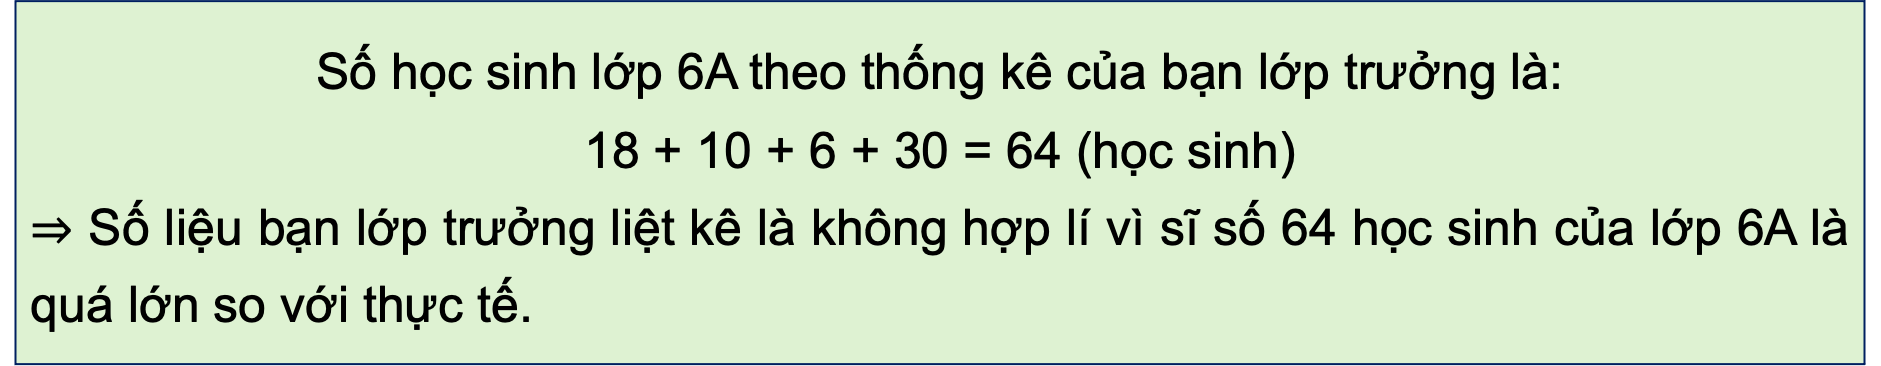 Số học sinh lớp 6A theo thống kê của bạn lớp trưởng là:
18 + 10 + 6 + 30 = 64 (học sinh)
⇒ Số liệu bạn lớp trưởng liệt kê là không hợp lí vì sĩ số 64 học sinh của lớp 6A là
quá lớn so với thực tế.